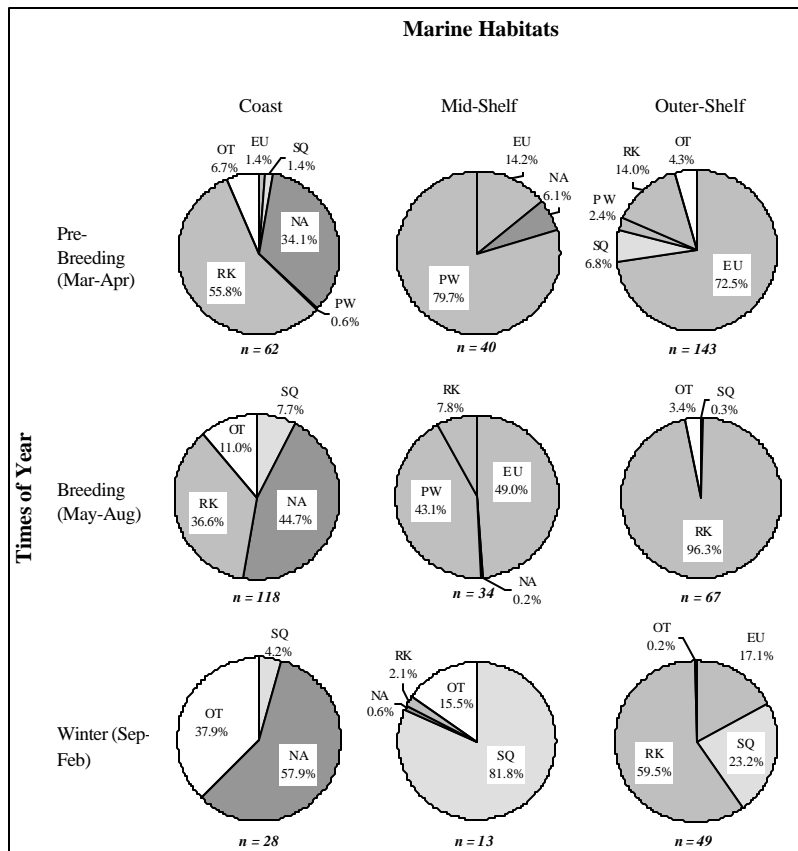 Marine Habitats
Coast
Mid-Shelf
Outer-Shelf
Times of Year
Pre-
Breeding
(Mar-Apr)
OT
6.7%
EU
1.4%
SQ
1.4%
NA
34.1%
RK
55.8%
PW
0.6%
n = 62
EU
14.2%
NA
6.1%
PW
79.7%
n = 40
OT
4.3%
RK
14.0%
PW
2.4%
SQ
6.8%
EU
72.5%
n = 143
Breeding
(May-Aug)
SQ
7.7%
OT
11.0%
RK
36.6%
NA
44.7%
n = 118
RK
7.8%
EU
49.0%
PW
43.1%
NA
0.2%
n = 34
OT
3.4%
SQ
0.3%
RK
96.3%
n = 67
Winter (Sep-
Feb)
SQ
4.2%
OT
37.9%
NA
57.9%
n = 28
RK
2.1%
NA
0.6%
OT
15.5%
SQ
81.8%
n = 13
OT
0.2%
EU
17.1%
RK
59.5%
SQ
23.2%
n = 49